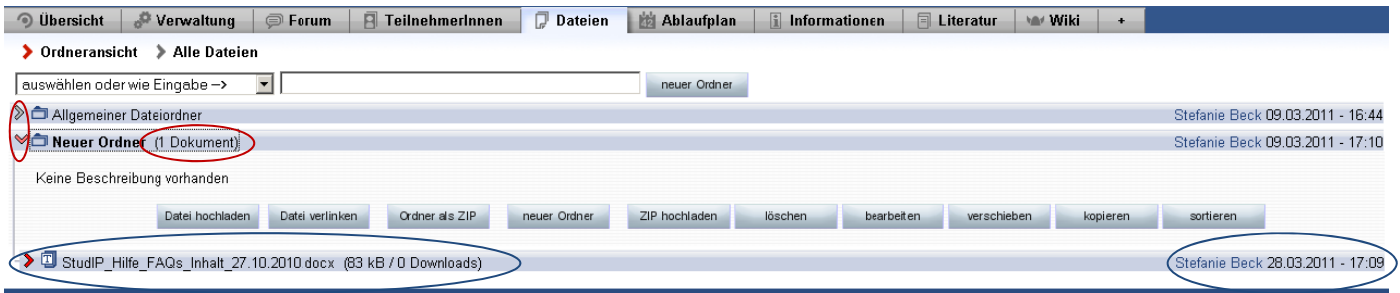 Übersicht Verwaltung Forum TeilnehmerInnen Dateien Ablaufplan Informationen Literatur Wiki +
Ordneransicht Alle Dateien
auswählen oder wie Eingabe --> neuer Ordner
Allgemeiner Dateiordner Stefanie Beck 09.03.2011 - 16:44
Neuer Ordner (1 Dokument) Stefanie Beck 09.03.2011 - 17:10
Keine Beschreibung vorhanden
Datei hochladen Datei verlinken Ordner als ZIP neuer Ordner ZIP hochladen löschen bearbeiten verschieben kopieren sortieren
StudIP_Hilfe_FAQs_Inhalt_27.10.2010.docx (83 kB / 0 Downloads) Stefanie Beck 28.03.2011 - 17:09